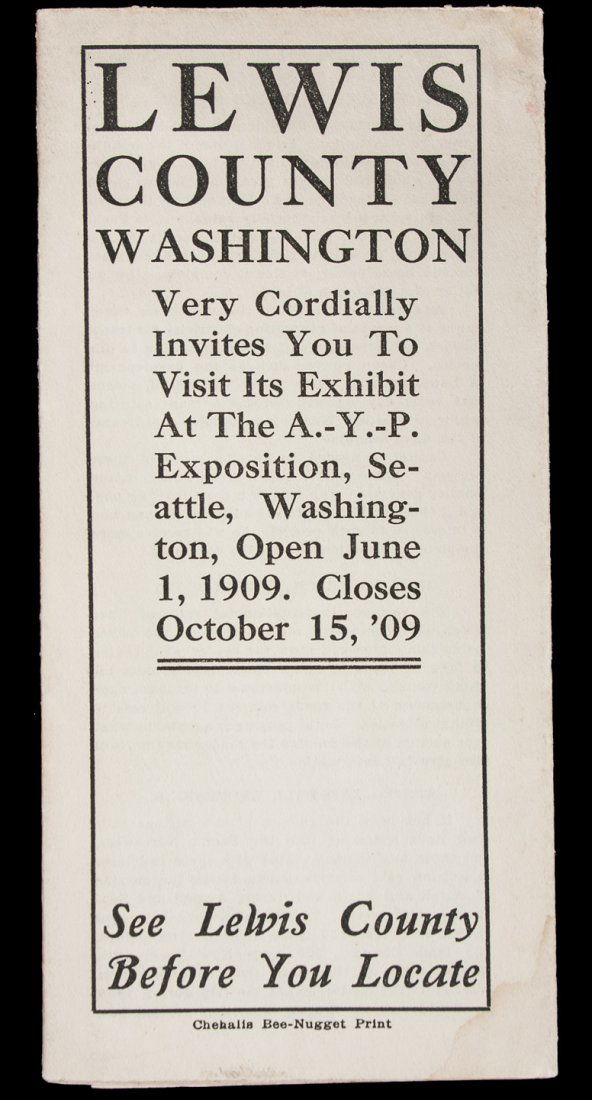 LEWIS
COUNTY
WASHINGTON
Very Cordially
Invites You To
Visit Its Exhibit
At The A.-Y.-P.
Exposition, Se-
attle, Washing-
ton, Open June
1, 1909. Closes
October 15, '09
See Lewis County
Before You Locate
Chehalis Bee-Nugget Print